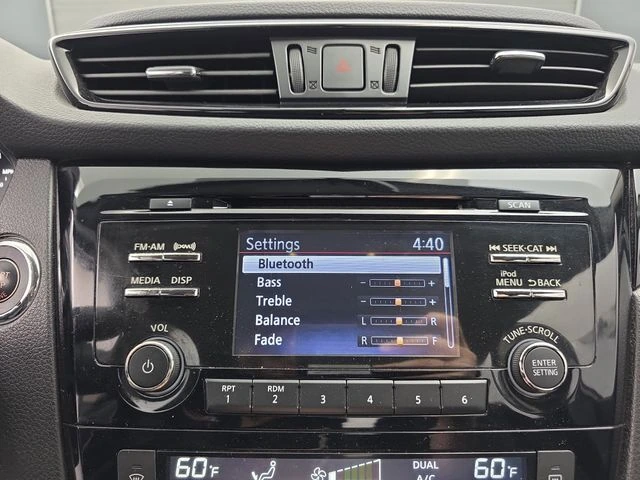 MPH
SCAN
Settings 4:40
FM·AM
SEEK·CAT
Bluetooth
iPod
MEDIA DISP
MENU BACK
Bass - +
Treble - +
Balance L R
Fade R F
VOL
TUNE·SCROLL
ENTER
SETTING
RPT
1
RDM
2
3
4
5
6
60°F
DUAL
A/C
60°F